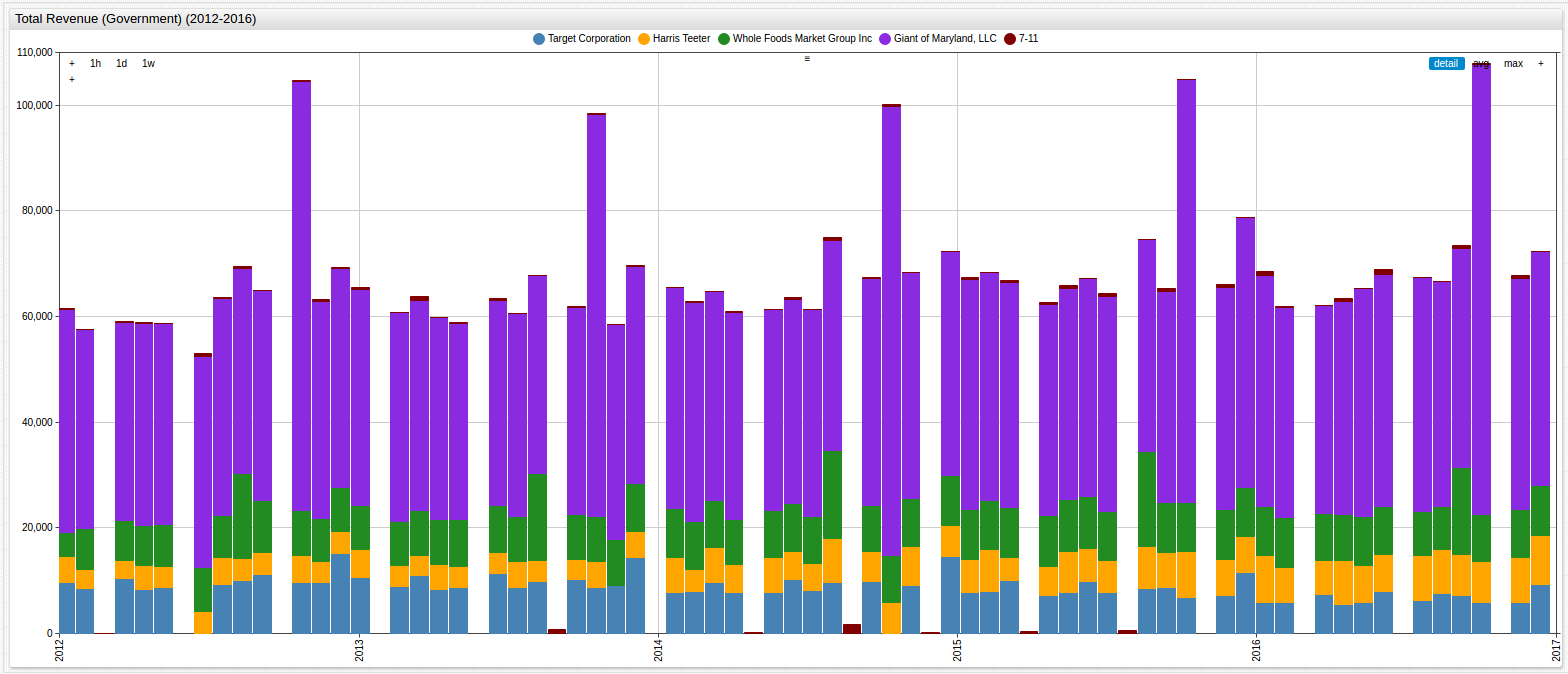 Total Revenue (Government) (2012-2016)
Target Corporation Harris Teeter Whole Foods Market Group Inc Giant of Maryland, LLC 7-11
110,000
+ 1h 1d 1w ≡ detail avg max +
+
100,000
80,000
60,000
40,000
20,000
0
2012 2013 2014 2015 2016 2017